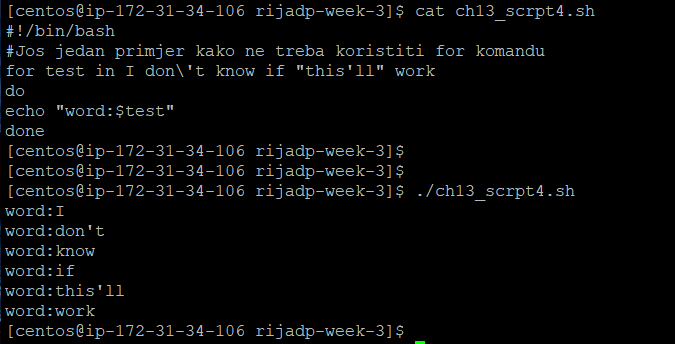 [centos@ip-172-31-34-106 rijadp-week-3]$ cat ch13_scrpt4.sh
#!/bin/bash
#Jos jedan primjer kako ne treba koristiti for komandu
for test in I don\'t know if "this'll" work
do
echo "word:$test"
done
[centos@ip-172-31-34-106 rijadp-week-3]$
[centos@ip-172-31-34-106 rijadp-week-3]$
[centos@ip-172-31-34-106 rijadp-week-3]$ ./ch13_scrpt4.sh
word:I
word:don't
word:know
word:if
word:this'll
word:work
[centos@ip-172-31-34-106 rijadp-week-3]$